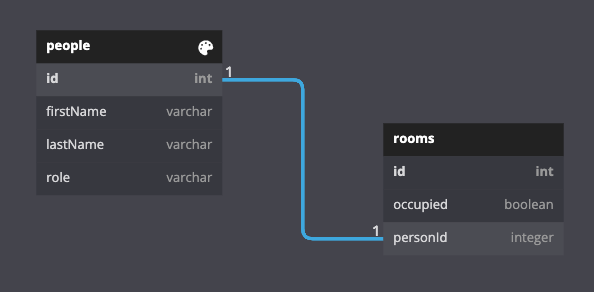 people
id int
1
firstName varchar
lastName varchar
role varchar
rooms
id int
occupied boolean
1
personId integer